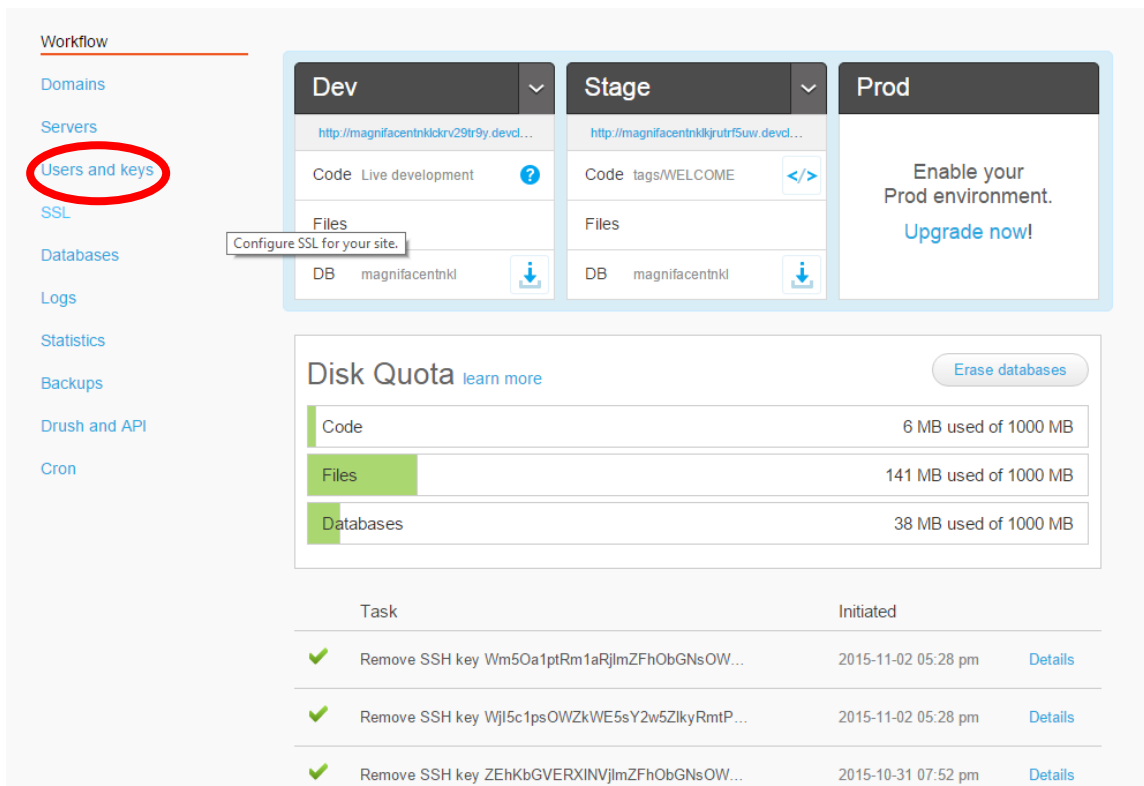 Workflow
Domains
Servers
Users and keys
SSL
Databases
Logs
Statistics
Backups
Drush and API
Cron
Dev
http://magnifacentnklckrv29tr9y.devcl...
Code Live development ?
Files
DB magnifacentnkl
Configure SSL for your site.
Stage
http://magnifacentnklkjrutrf5uw.devcl...
Code tags/WELCOME </>
Files
DB magnifacentnkl
Prod
Enable your
Prod environment.
Upgrade now!
Disk Quota learn more
Erase databases
Code 6 MB used of 1000 MB
Files 141 MB used of 1000 MB
Databases 38 MB used of 1000 MB
Task Initiated
Remove SSH key Wm5Oa1ptRm1aRjlmZFhObGNsOW... 2015-11-02 05:28 pm Details
Remove SSH key WjI5c1psOWZkWE5sY2w5ZlkyRmtP... 2015-11-02 05:28 pm Details
Remove SSH key ZEhKbGVERXlNVjlmZFhObGNsOW... 2015-10-31 07:52 pm Details